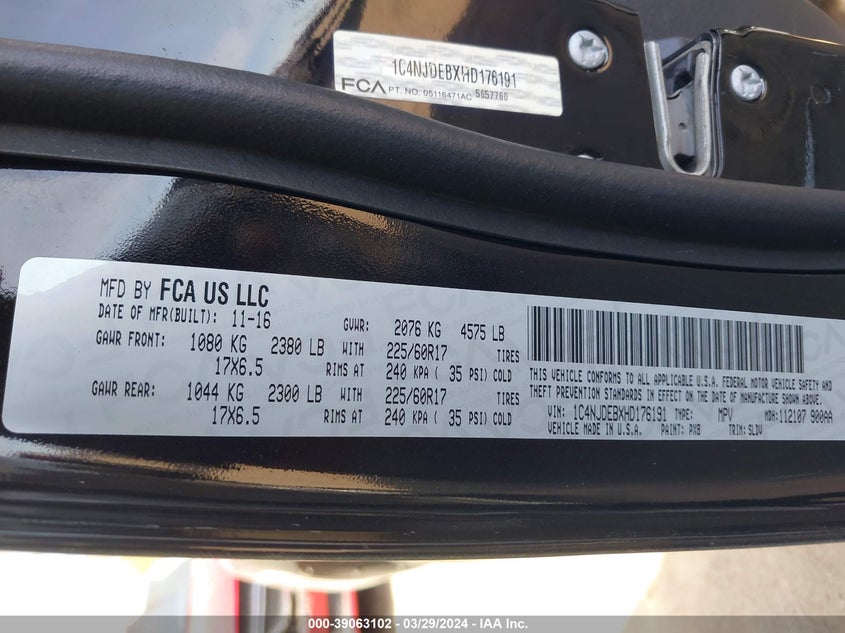 1C4NJDEBXHD176191
FCA PT. NO. 05116471AC 5657760
MFD BY FCA US LLC
DATE OF MFR(BUILT): 11-16 GVWR: 2076 KG 4575 LB
GAWR FRONT: 1080 KG 2380 LB WITH 225/60R17 TIRES
17X6.5 RIMS AT 240 KPA ( 35 PSI) COLD
GAWR REAR: 1044 KG 2300 LB WITH 225/60R17 TIRES
17X6.5 RIMS AT 240 KPA ( 35 PSI) COLD
THIS VEHICLE CONFORMS TO ALL APPLICABLE U.S.A. FEDERAL MOTOR VEHICLE SAFETY AND
THEFT PREVENTION STANDARDS IN EFFECT ON THE DATE OF MANUFACTURE SHOWN ABOVE.
VIN: 1C4NJDEBXHD176191 TYPE: MPV MDH:112107 900AA
VEHICLE MADE IN U.S.A. PAINT: PX8 TRIM: SLDV
000-39063102 - 03/29/2024 - IAA Inc.